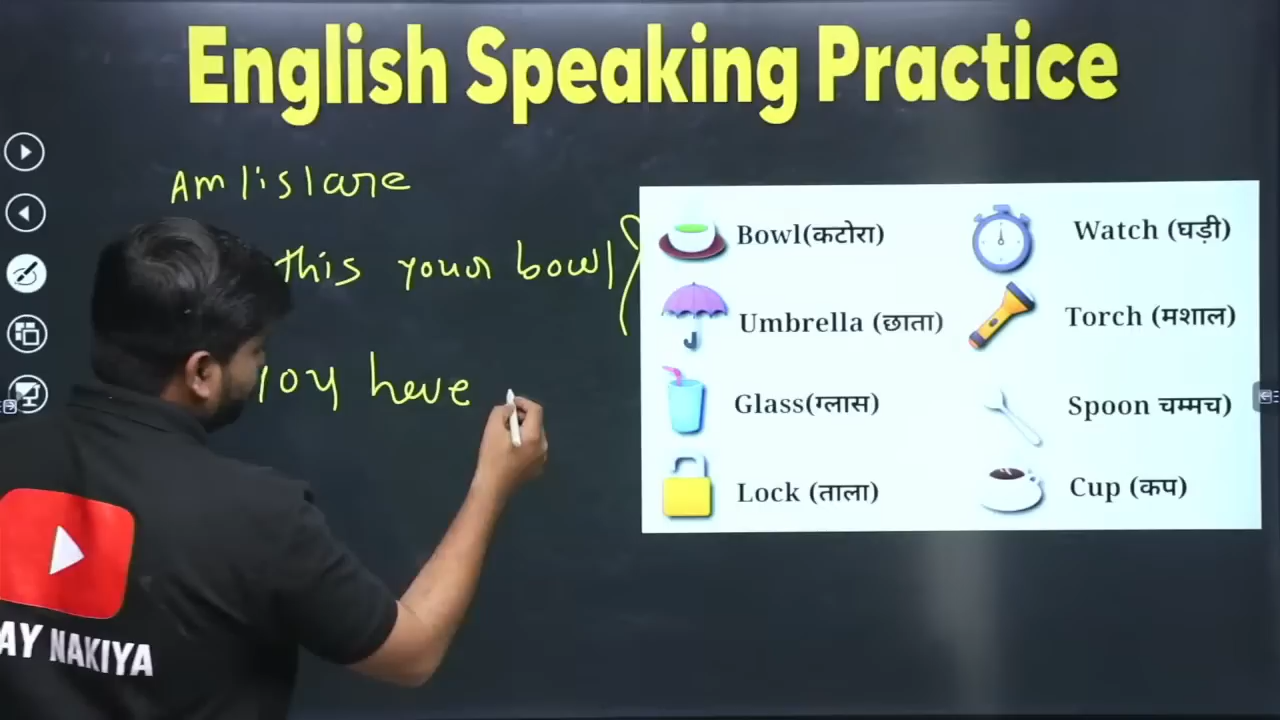 English Speaking Practice
Am | is | are
this your bowl ?
you have
Bowl(कटोरा)
Watch (घड़ी)
Umbrella (छाता)
Torch (मशाल)
Glass(ग्लास)
Spoon चम्मच)
Lock (ताला)
Cup (कप)
AY NAKIYA